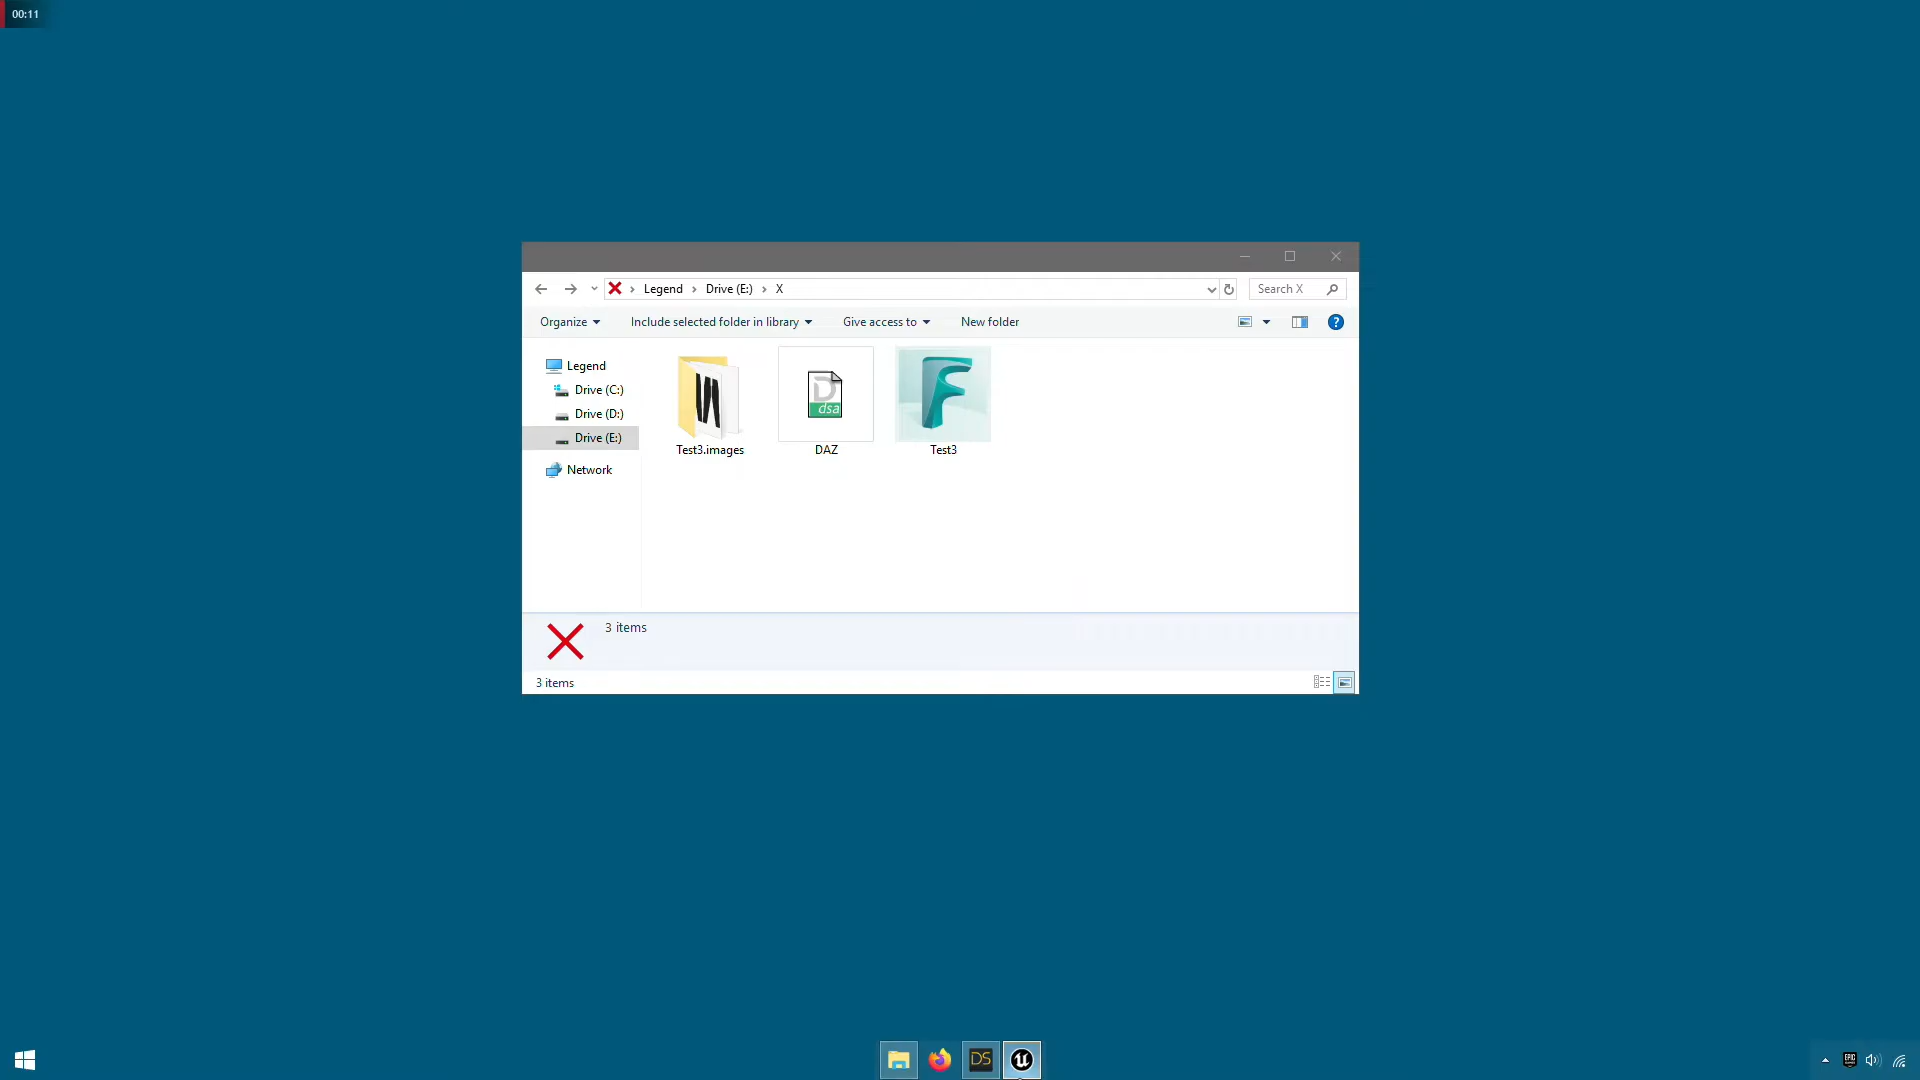 00:11
Legend
Drive (E:)
X
Search X
Organize
Include selected folder in library
Give access to
New folder
?
Legend
Drive (C:)
Drive (D:)
Drive (E:)
Network
Test3.images
D
dsa
DAZ
F
Test3
3 items
3 items
DS
EPIC